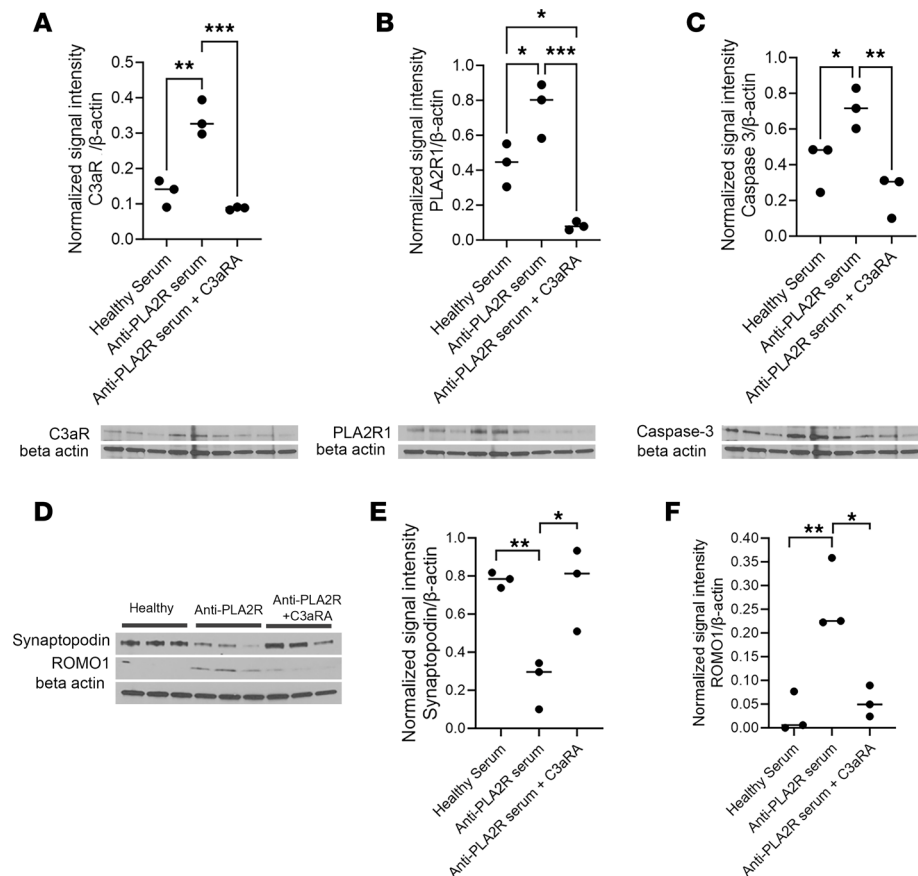 A
Normalized signal intensity
C3aR /β-actin
0.5
0.4
0.3
0.2
0.1
0.0
**
***
Healthy Serum
Anti-PLA2R serum
Anti-PLA2R serum + C3aRA
C3aR
beta actin
B
Normalized signal intensity
PLA2R1/β-actin
1.0
0.8
0.6
0.4
0.2
0.0
*
*
***
Healthy Serum
Anti-PLA2R serum
Anti-PLA2R serum + C3aRA
PLA2R1
beta actin
C
Normalized signal intensity
Caspase 3/β-actin
1.0
0.8
0.6
0.4
0.2
0.0
*
**
Healthy Serum
Anti-PLA2R serum
Anti-PLA2R serum + C3aRA
Caspase-3
beta actin
D
Healthy
Anti-PLA2R
Anti-PLA2R
+C3aRA
Synaptopodin
ROMO1
beta actin
E
Normalized signal intensity
Synaptopodin/β-actin
1.0
0.8
0.6
0.4
0.2
0.0
**
*
Healthy Serum
Anti-PLA2R serum
Anti-PLA2R serum + C3aRA
F
Normalized signal intensity
ROMO1/β-actin
0.40
0.35
0.30
0.25
0.20
0.15
0.10
0.05
0.00
**
*
Healthy Serum
Anti-PLA2R serum
Anti-PLA2R serum + C3aRA